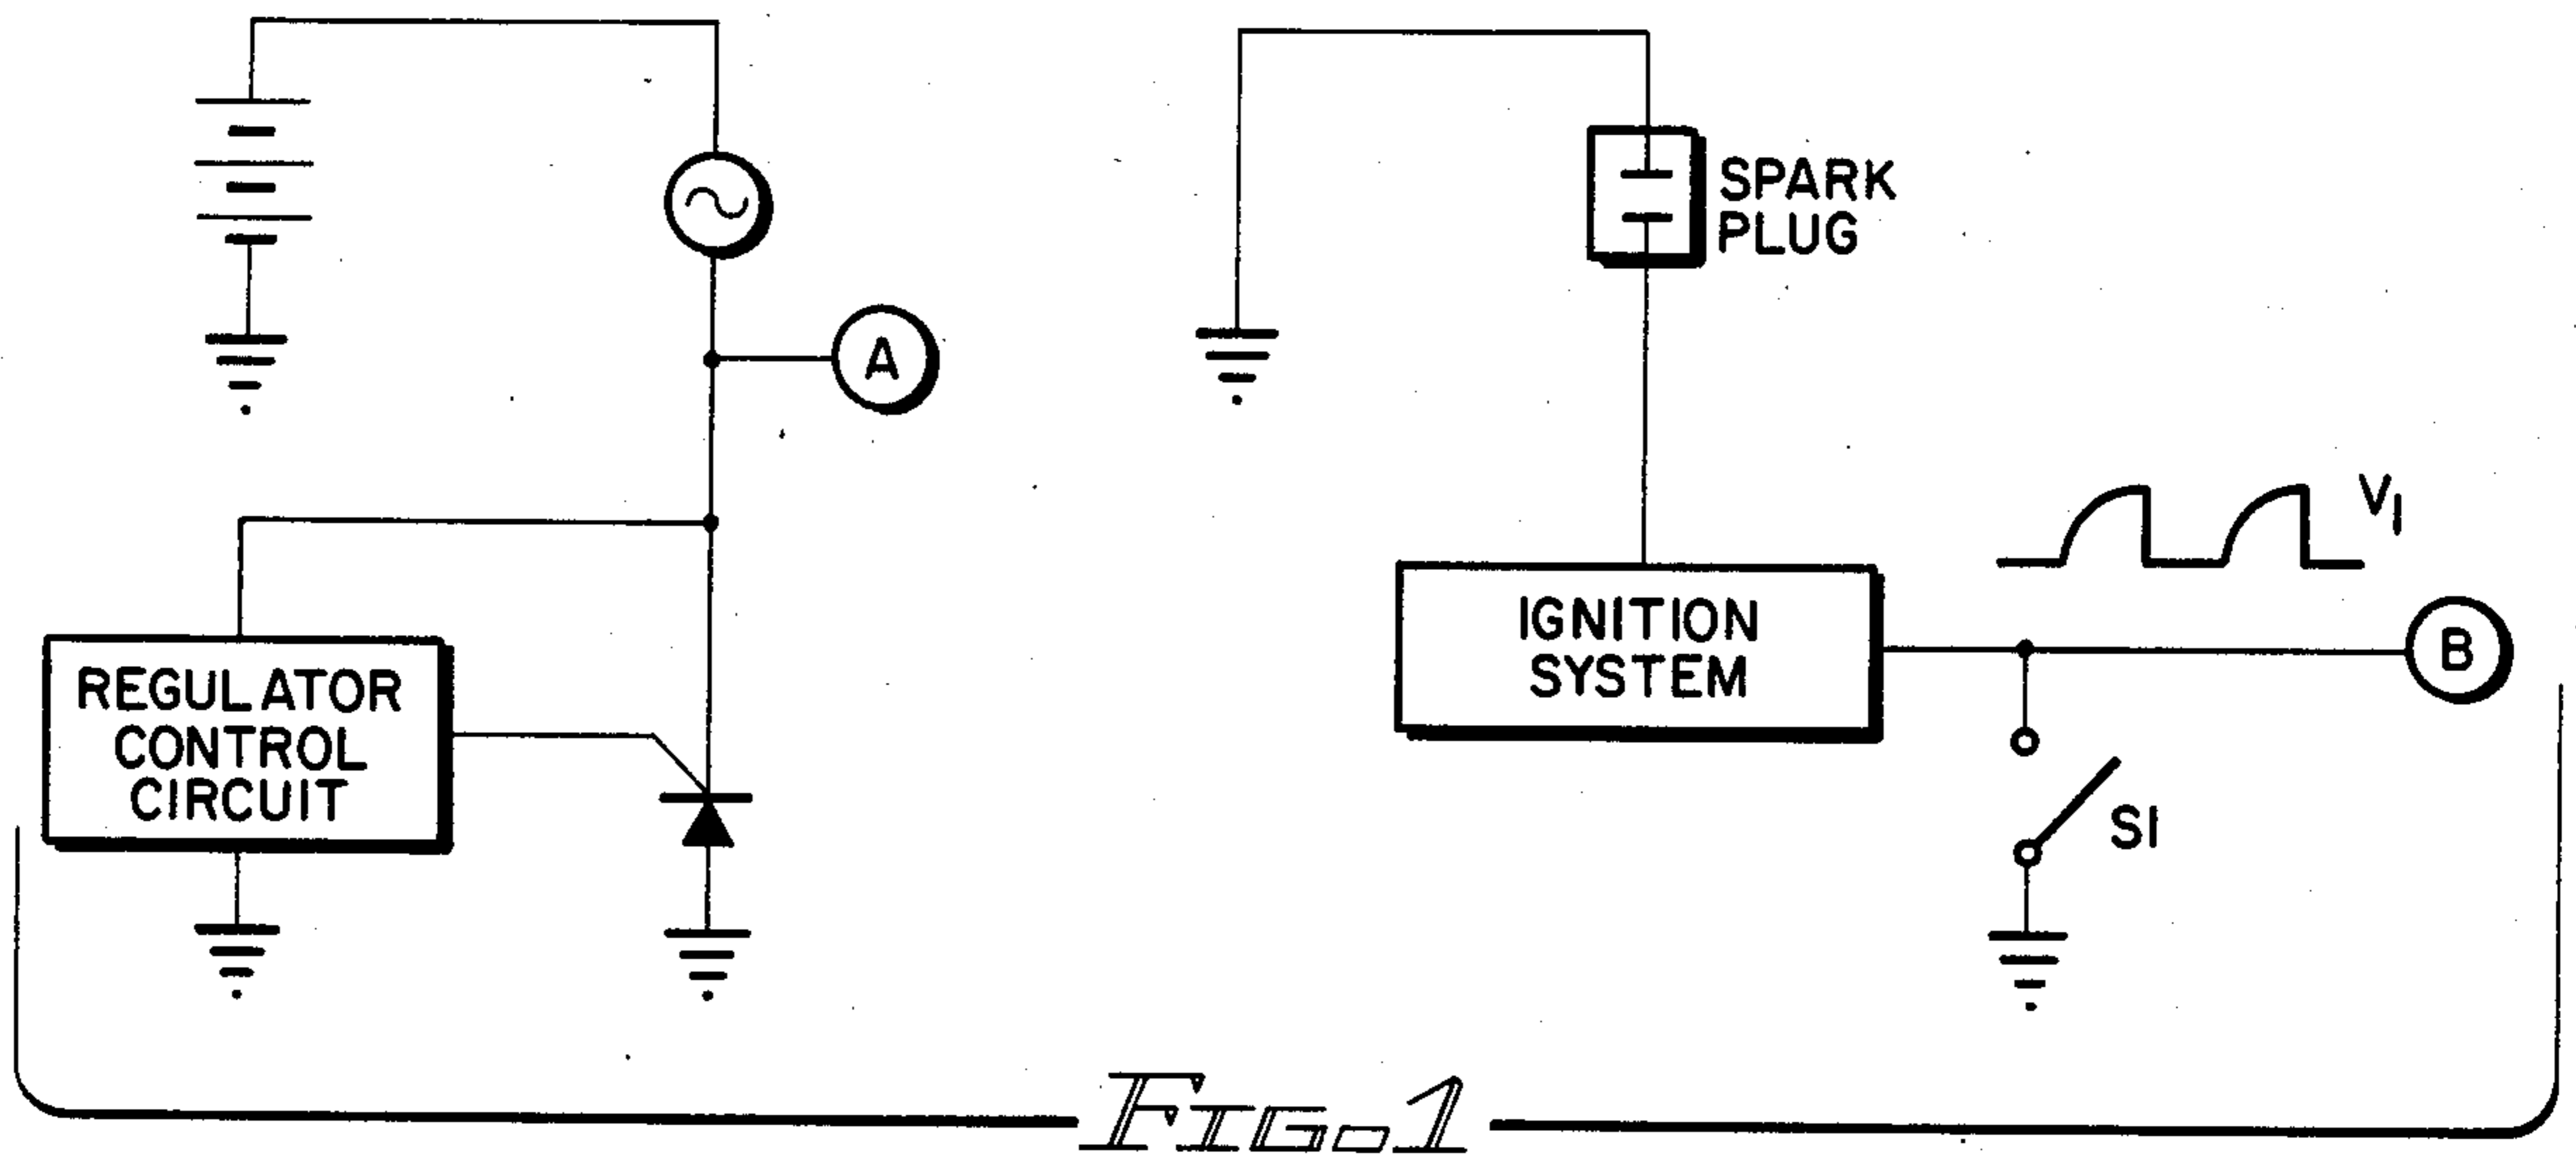 SPARK
PLUG
A
V1
IGNITION
SYSTEM
B
REGULATOR
CONTROL
CIRCUIT
S1
FIG. 1